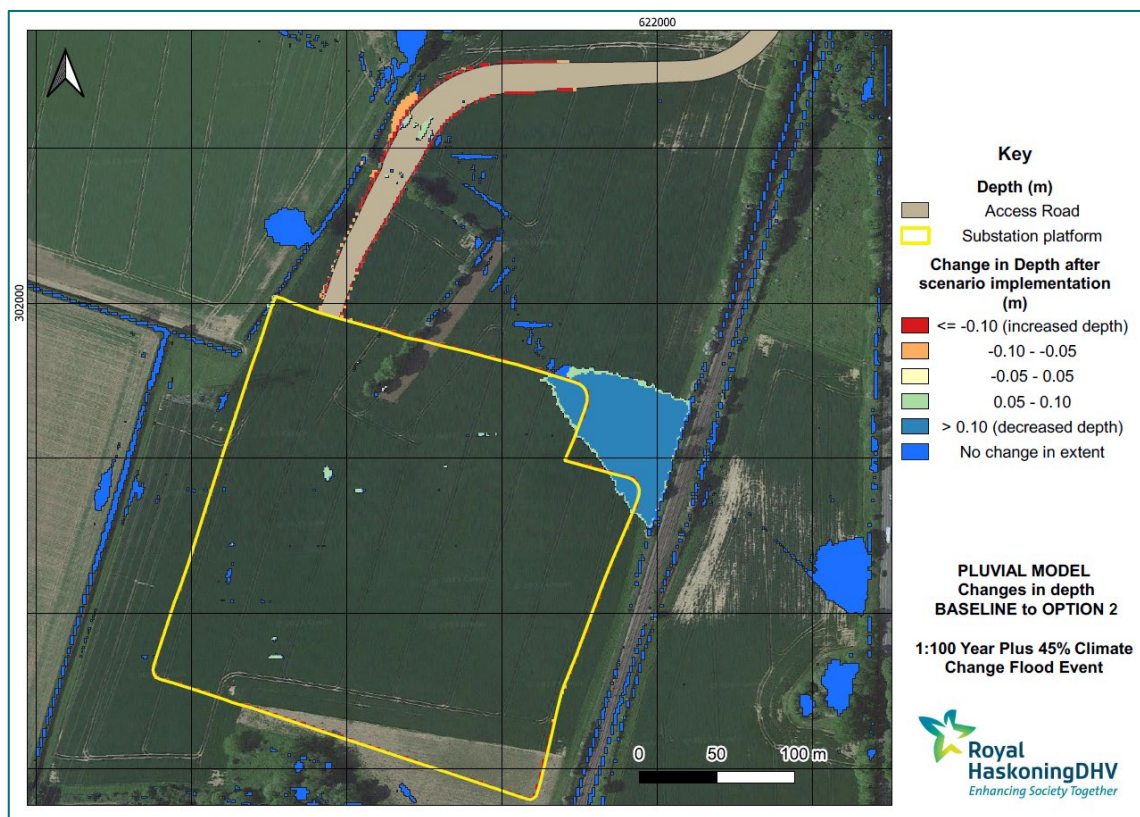 622000
302000
Key
Depth (m)
Access Road
Substation platform
Change in Depth after
scenario implementation
(m)
<= -0.10 (increased depth)
-0.10 - -0.05
-0.05 - 0.05
0.05 - 0.10
> 0.10 (decreased depth)
No change in extent
PLUVIAL MODEL
Changes in depth
BASELINE to OPTION 2
1:100 Year Plus 45% Climate
Change Flood Event
0 50 100 m
Royal
HaskoningDHV
Enhancing Society Together